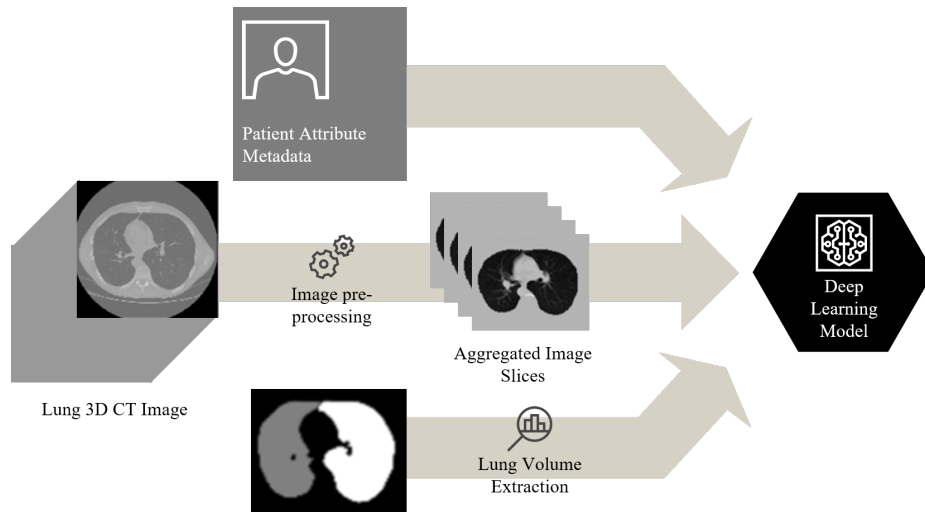 Patient Attribute
Metadata
Image pre-
processing
Aggregated Image
Slices
Deep
Learning
Model
Lung 3D CT Image
Lung Volume
Extraction